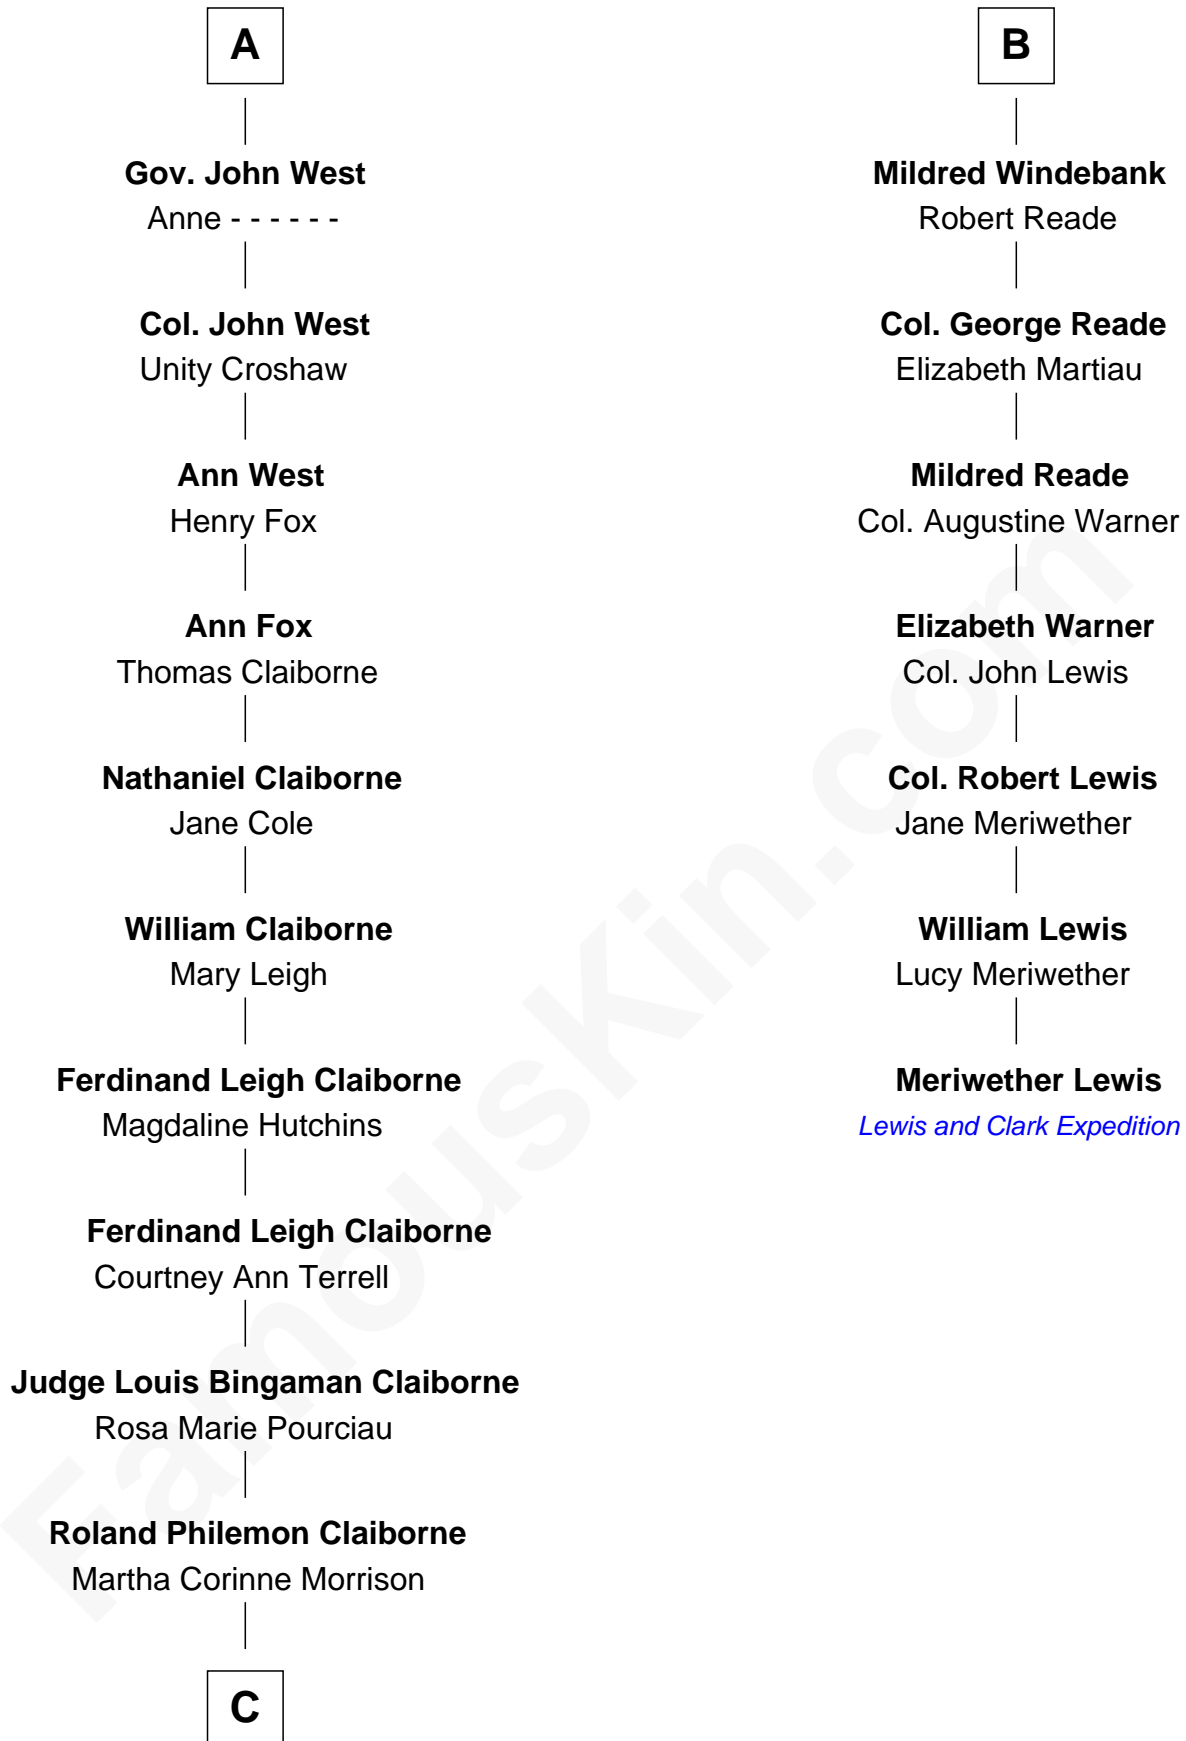 A
Gov. John West
Anne - - - - - -
Col. John West
Unity Croshaw
Ann West
Henry Fox
Ann Fox
Thomas Claiborne
Nathaniel Claiborne
Jane Cole
William Claiborne
Mary Leigh
Ferdinand Leigh Claiborne
Magdaline Hutchins
Ferdinand Leigh Claiborne
Courtney Ann Terrell
Judge Louis Bingaman Claiborne
Rosa Marie Pourciau
Roland Philemon Claiborne
Martha Corinne Morrison
C
B
Mildred Windebank
Robert Reade
Col. George Reade
Elizabeth Martiau
Mildred Reade
Col. Augustine Warner
Elizabeth Warner
Col. John Lewis
Col. Robert Lewis
Jane Meriwether
William Lewis
Lucy Meriwether
Meriwether Lewis
Lewis and Clark Expedition
FamousKin.com